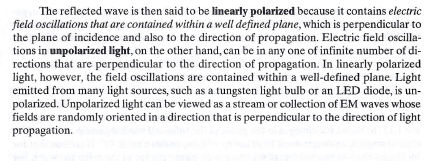 The reflected wave is then said to be linearly polarized because it contains electric
field oscillations that are contained within a well defined plane, which is perpendicular to
the plane of incidence and also to the direction of propagation. Electric field oscilla-
tions in unpolarized light, on the other hand, can be in any one of infinite number of di-
rections that are perpendicular to the direction of propagation. In linearly polarized
light, however, the field oscillations are contained within a well-defined plane. Light
emitted from many light sources, such as a tungsten light bulb or an LED diode, is un-
polarized. Unpolarized light can be viewed as a stream or collection of EM waves whose
fields are randomly oriented in a direction that is perpendicular to the direction of light
propagation.